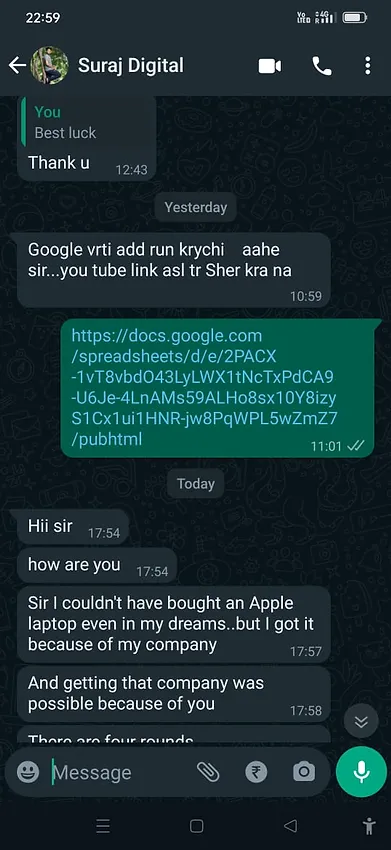 22:59
Vo LTED 4G R
Suraj Digital
You
Best luck
Thank u
12:43
Yesterday
Google vrti add run krychi aahe
sir...you tube link asl tr Sher kra na
10:59
https://docs.google.com
/spreadsheets/d/e/2PACX
-1vT8vbdO43LyLWX1tNcTxPdCA9
-U6Je-4LnAMs59ALHo8sx10Y8izy
S1Cx1ui1HNR-jw8PqWPL5wZmZ7
/pubhtml
11:01
Today
Hii sir
17:54
how are you
17:54
Sir I couldn't have bought an Apple
laptop even in my dreams..but I got it
because of my company
17:57
And getting that company was
possible because of you
17:58
There are four rounds
Message
₹